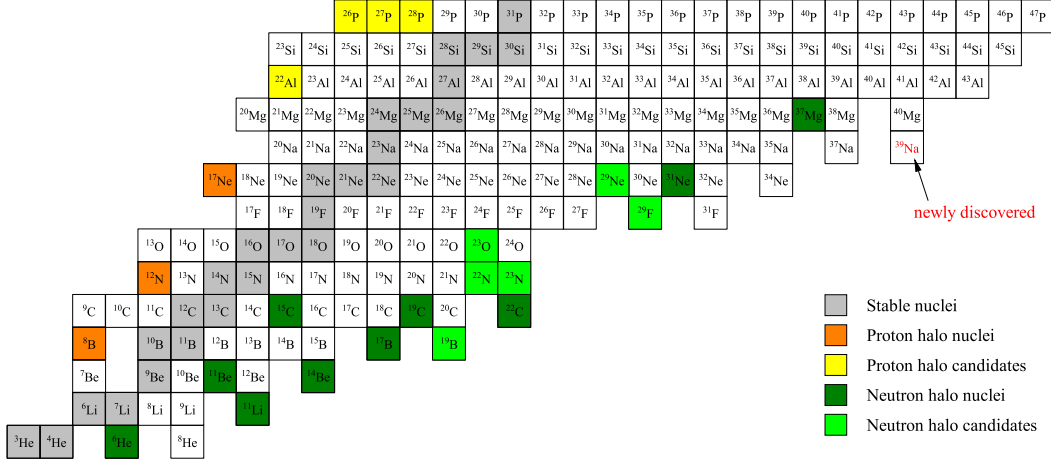 26P 27P 28P 29P 30P 31P 32P 33P 34P 35P 36P 37P 38P 39P 40P 41P 42P 43P 44P 45P 46P 47P
23Si 24Si 25Si 26Si 27Si 28Si 29Si 30Si 31Si 32Si 33Si 34Si 35Si 36Si 37Si 38Si 39Si 40Si 41Si 42Si 43Si 44Si 45Si
22Al 23Al 24Al 25Al 26Al 27Al 28Al 29Al 30Al 31Al 32Al 33Al 34Al 35Al 36Al 37Al 38Al 39Al 40Al 41Al 42Al 43Al
20Mg 21Mg 22Mg 23Mg 24Mg 25Mg 26Mg 27Mg 28Mg 29Mg 30Mg 31Mg 32Mg 33Mg 34Mg 35Mg 36Mg 37Mg 38Mg 40Mg
20Na 21Na 22Na 23Na 24Na 25Na 26Na 27Na 28Na 29Na 30Na 31Na 32Na 33Na 34Na 35Na 37Na 39Na
17Ne 18Ne 19Ne 20Ne 21Ne 22Ne 23Ne 24Ne 25Ne 26Ne 27Ne 28Ne 29Ne 30Ne 31Ne 32Ne 34Ne
17F 18F 19F 20F 21F 22F 23F 24F 25F 26F 27F 29F 31F
newly discovered
13O 14O 15O 16O 17O 18O 19O 20O 21O 22O 23O 24O
12N 13N 14N 15N 16N 17N 18N 19N 20N 21N 22N 23N
9C 10C 11C 12C 13C 14C 15C 16C 17C 18C 19C 20C 22C
Stable nuclei
8B 10B 11B 12B 13B 14B 15B 17B 19B
Proton halo nuclei
7Be 9Be 10Be 11Be 12Be 14Be
Proton halo candidates
Neutron halo nuclei
6Li 7Li 8Li 9Li 11Li
Neutron halo candidates
3He 4He 6He 8He